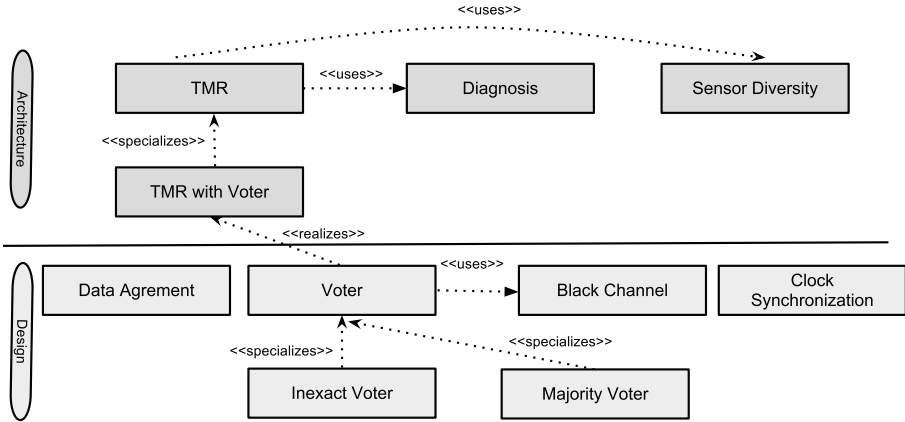 <<uses>>
Architecture
TMR
<<uses>>
Diagnosis
Sensor Diversity
<<specializes>>
TMR with Voter
<<realizes>>
Design
Data Agrement
Voter
<<uses>>
Black Channel
Clock
Synchronization
<<specializes>>
<<specializes>>
Inexact Voter
Majority Voter